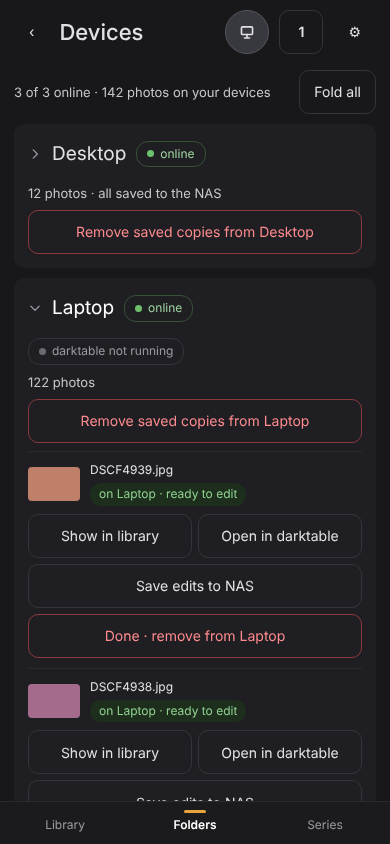 ‹ Devices 1 ⚙
3 of 3 online · 142 photos on your devices Fold all
Desktop online
12 photos · all saved to the NAS
Remove saved copies from Desktop
Laptop online
darktable not running
122 photos
Remove saved copies from Laptop
DSCF4939.jpg
on Laptop · ready to edit
Show in library Open in darktable
Save edits to NAS
Done · remove from Laptop
DSCF4938.jpg
on Laptop · ready to edit
Show in library Open in darktable
Save edits to NAS
Library Folders Series